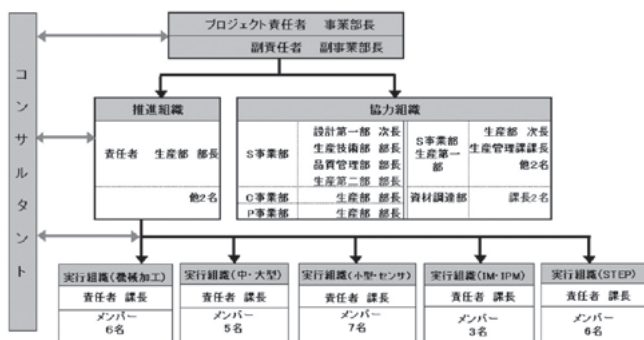 プロジェクト責任者 事業部長
副責任者 副事業部長
コンサルタント
推進組織
責任者 生産部 部長
他2名
協力組織
S事業部
設計第一部 次長
生産技術部 部長
品質管理部 部長
生産第二部 部長
S事業部
生産第一
部
生産部 次長
生産管理課課長
他2名
C事業部 生産部 部長
資材調達部 課長2名
P事業部 生産部 部長
実行組織(機械加工)
責任者 課長
メンバー
6名
実行組織(中・大型)
責任者 課長
メンバー
5名
実行組織(小型・センサ)
責任者 課長
メンバー
7名
実行組織(IM・IPM)
責任者 課長
メンバー
3名
実行組織(STEP)
責任者 課長
メンバー
6名